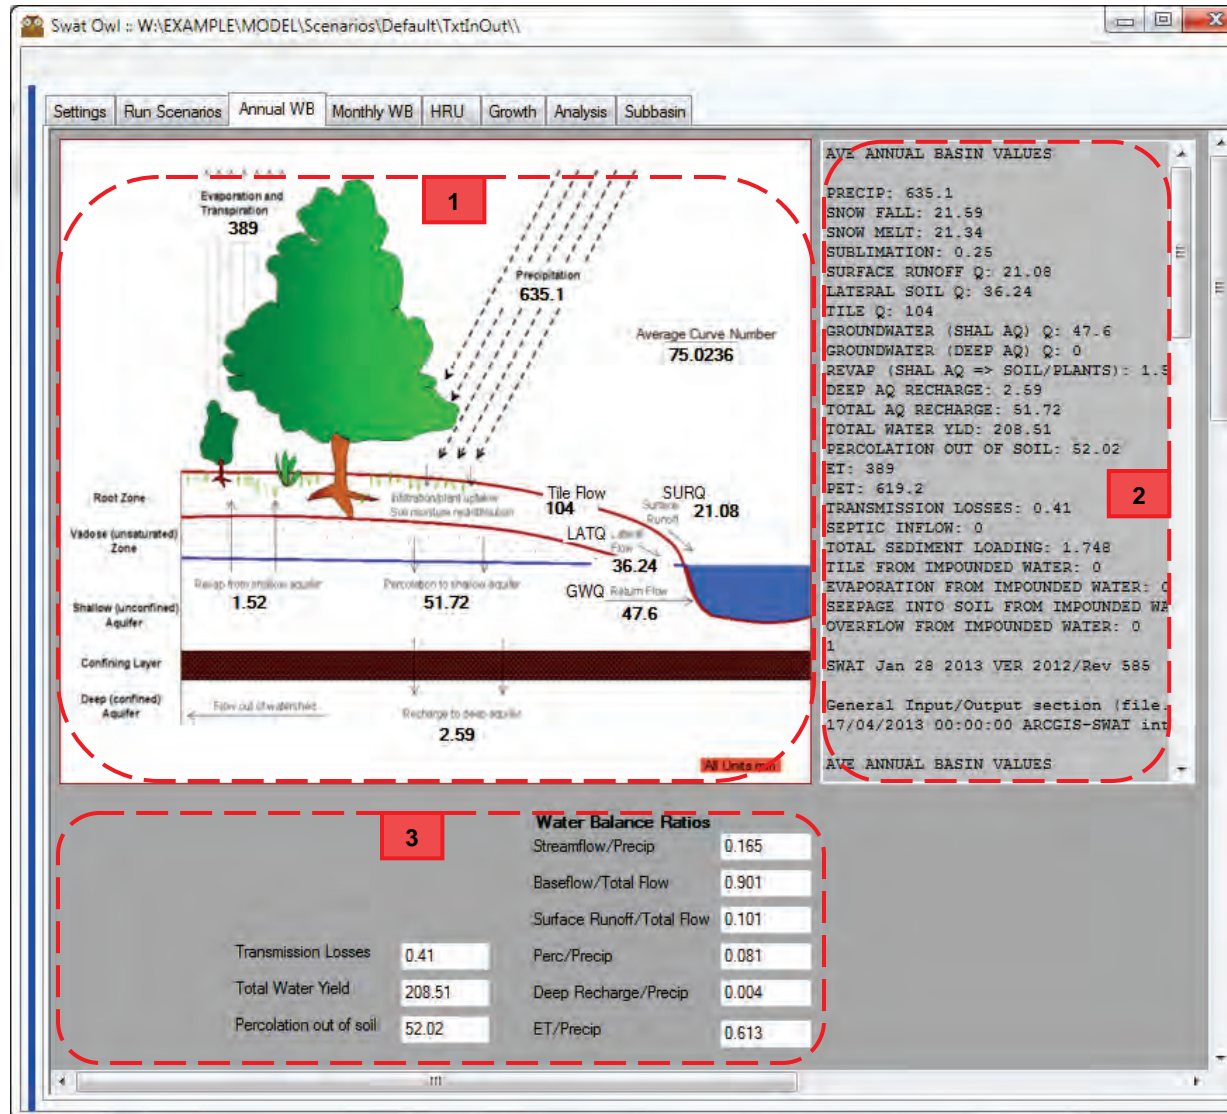 Swat Owl :: W:\EXAMPLE\MODEL\Scenarios\Default\TxtInOut\\
Settings Run Scenarios Annual WB Monthly WB HRU Growth Analysis Subbasin
1
Evaporation and
Transpiration
389
Precipitation
635.1
Average Curve Number
75.0236
Root Zone
Infiltration/plant uptake
Soil moisture redistribution
Tile Flow
104
SURQ
Surface
Runoff
21.08
Vadose (unsaturated)
Zone
LATQ
Lateral
Flow
36.24
Revap from shallow aquifer
1.52
Percolation to shallow aquifer
51.72
GWQ
Return Flow
47.6
Shallow (unconfined)
Aquifer
Confining Layer
Deep (confined)
Aquifer
Flow out of watershed
Recharge to deep aquifer
2.59
All Units mm
AVE ANNUAL BASIN VALUES
PRECIP: 635.1
SNOW FALL: 21.59
SNOW MELT: 21.34
SUBLIMATION: 0.25
SURFACE RUNOFF Q: 21.08
LATERAL SOIL Q: 36.24
TILE Q: 104
GROUNDWATER (SHAL AQ) Q: 47.6
GROUNDWATER (DEEP AQ) Q: 0
REVAP (SHAL AQ => SOIL/PLANTS): 1.5
DEEP AQ RECHARGE: 2.59
TOTAL AQ RECHARGE: 51.72
TOTAL WATER YLD: 208.51
PERCOLATION OUT OF SOIL: 52.02
ET: 389
PET: 619.2
2
TRANSMISSION LOSSES: 0.41
SEPTIC INFLOW: 0
TOTAL SEDIMENT LOADING: 1.748
TILE FROM IMPOUNDED WATER: 0
EVAPORATION FROM IMPOUNDED WATER: 0
SEEPAGE INTO SOIL FROM IMPOUNDED WA
OVERFLOW FROM IMPOUNDED WATER: 0
1
SWAT Jan 28 2013 VER 2012/Rev 585
General Input/Output section (file.
17/04/2013 00:00:00 ARCGIS-SWAT int
AVE ANNUAL BASIN VALUES
3
Water Balance Ratios
Streamflow/Precip 0.165
Baseflow/Total Flow 0.901
Surface Runoff/Total Flow 0.101
Transmission Losses 0.41 Perc/Precip 0.081
Total Water Yield 208.51 Deep Recharge/Precip 0.004
Percolation out of soil 52.02 ET/Precip 0.613